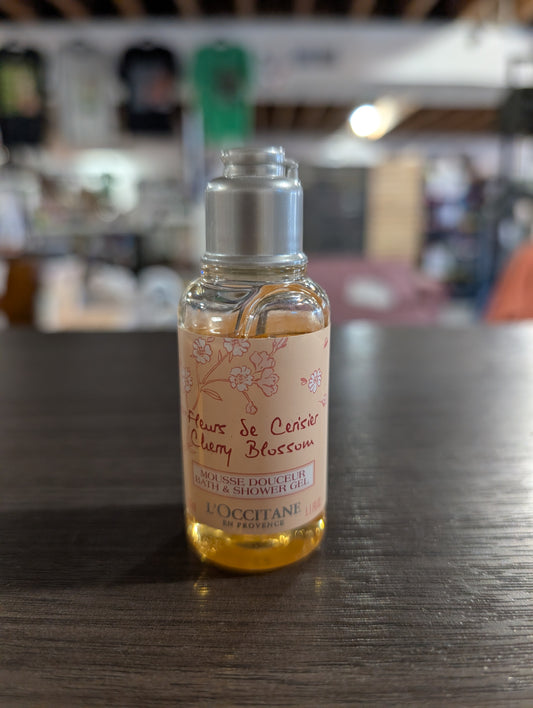 Fleurs de Cerisier
Cherry Blossom
MOUSSE DOUCEUR
BATH & SHOWER GEL
L'OCCITANE
EN PROVENCE